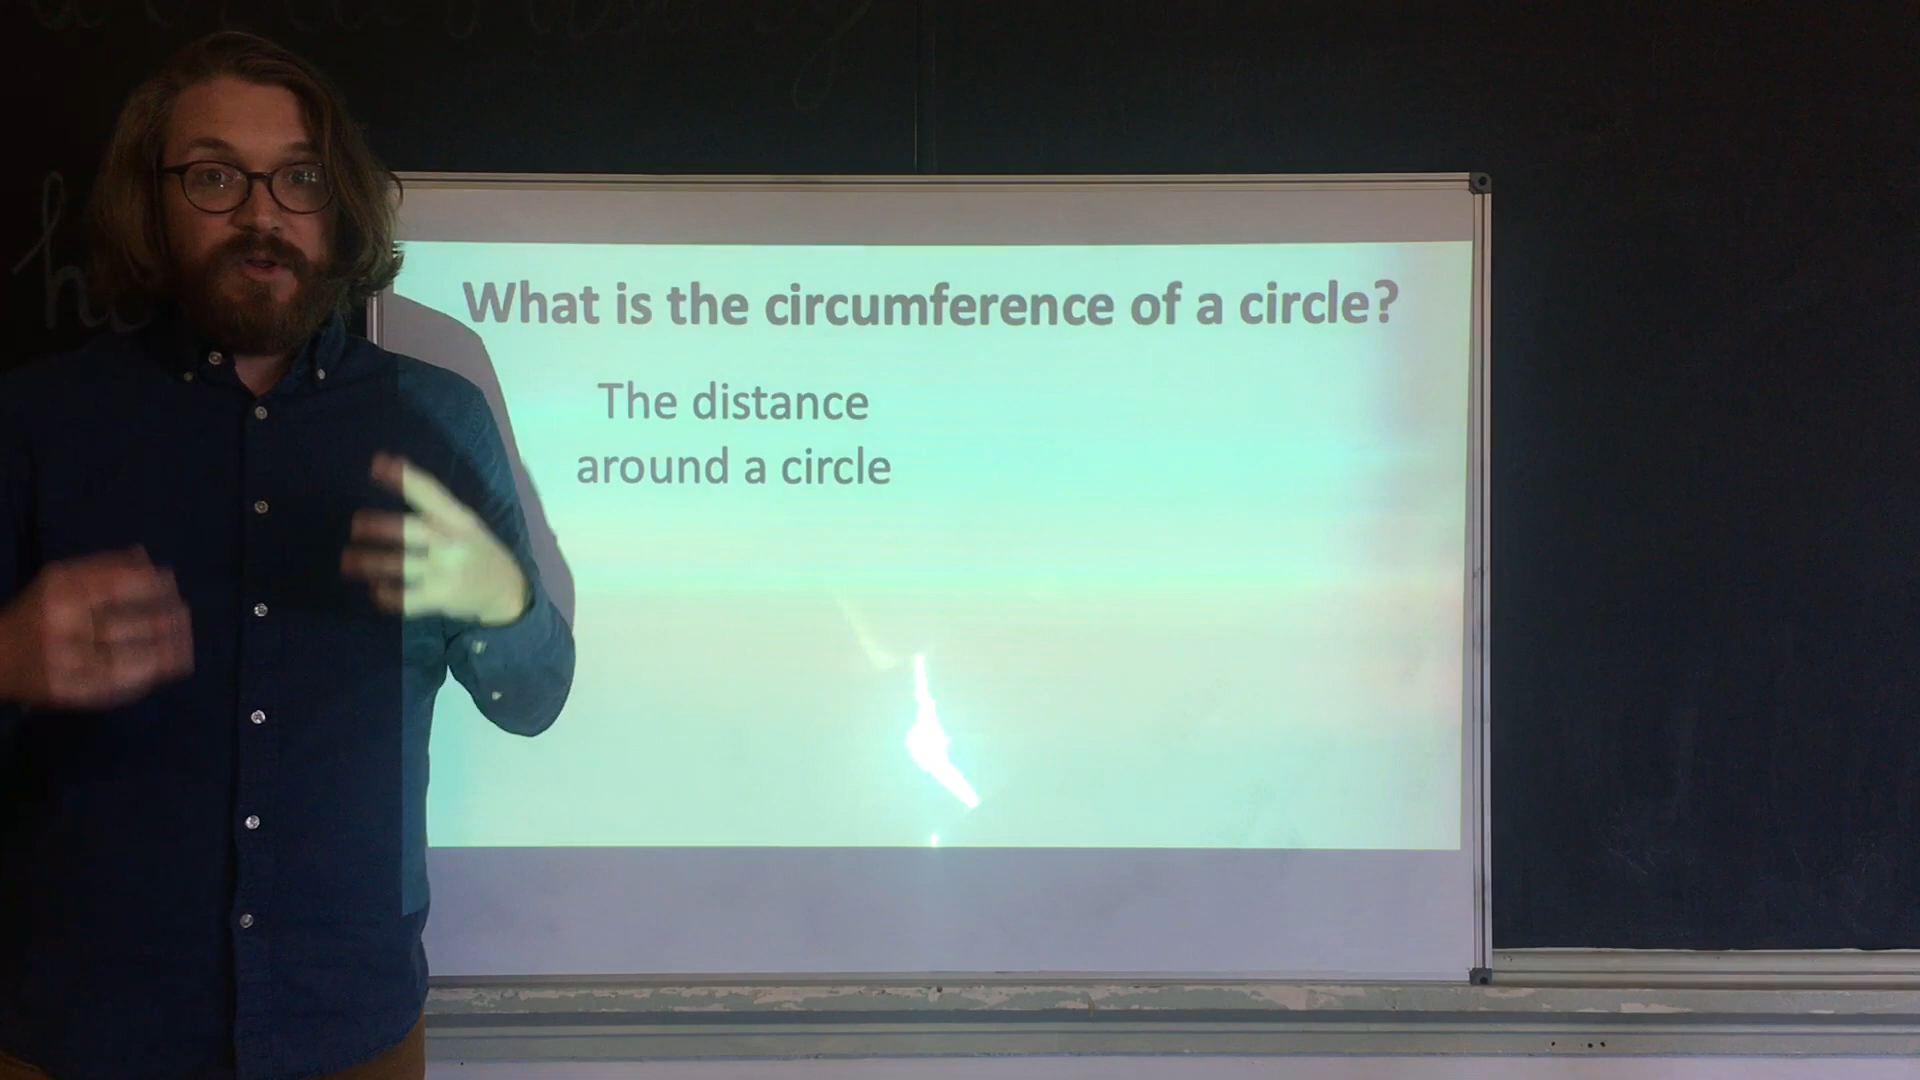 What is the circumference of a circle?
The distance
around a circle